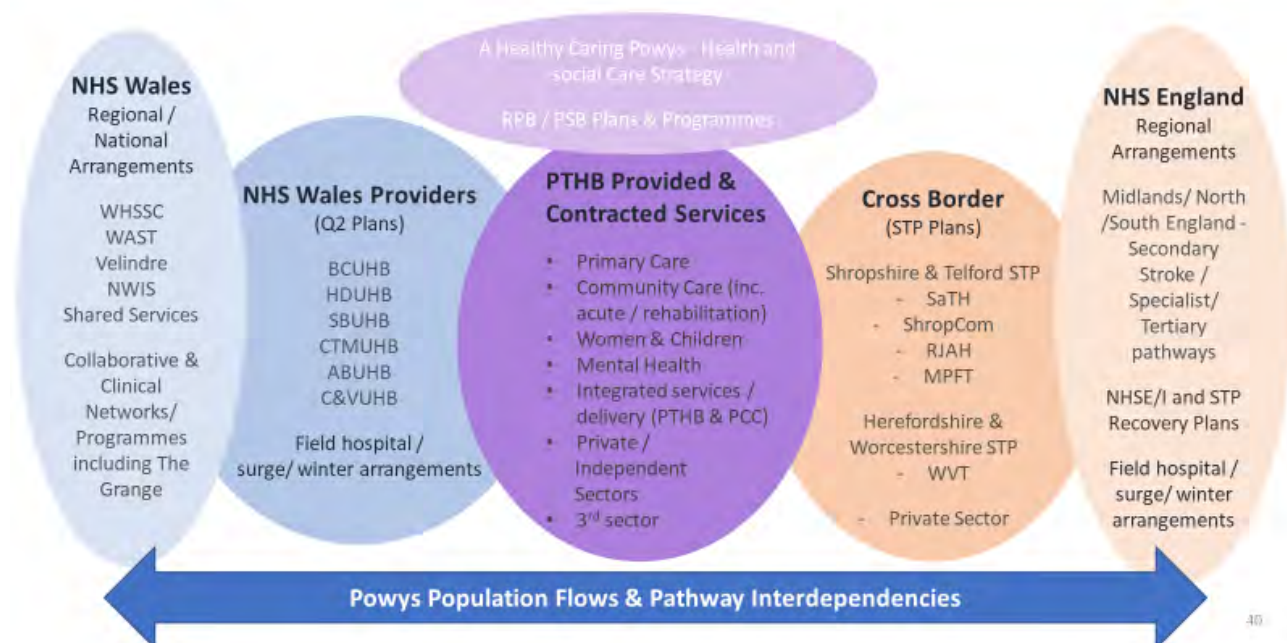 A Healthy Caring Powys - Health and
social Care Strategy
RPB / PSB Plans & Programmes
NHS Wales
Regional /
National
Arrangements
WHSSC
WAST
Velindre
NWIS
Shared Services
Collaborative &
Clinical
Networks/
Programmes
including The
Grange
NHS Wales Providers
(Q2 Plans)
BCUHB
HDUHB
SBUHB
CTMUHB
ABUHB
C&VUHB
Field hospital /
surge/ winter arrangements
PTHB Provided &
Contracted Services
• Primary Care
• Community Care (inc.
acute / rehabilitation)
• Women & Children
• Mental Health
• Integrated services /
delivery (PTHB & PCC)
• Private /
Independent
Sectors
• 3rd sector
Cross Border
(STP Plans)
Shropshire & Telford STP
- SaTH
- ShropCom
- RJAH
- MPFT
Herefordshire &
Worcestershire STP
- WVT
- Private Sector
NHS England
Regional
Arrangements
Midlands/ North
/South England -
Secondary
Stroke /
Specialist/
Tertiary
pathways
NHSE/I and STP
Recovery Plans
Field hospital /
surge/ winter
arrangements
Powys Population Flows & Pathway Interdependencies
40